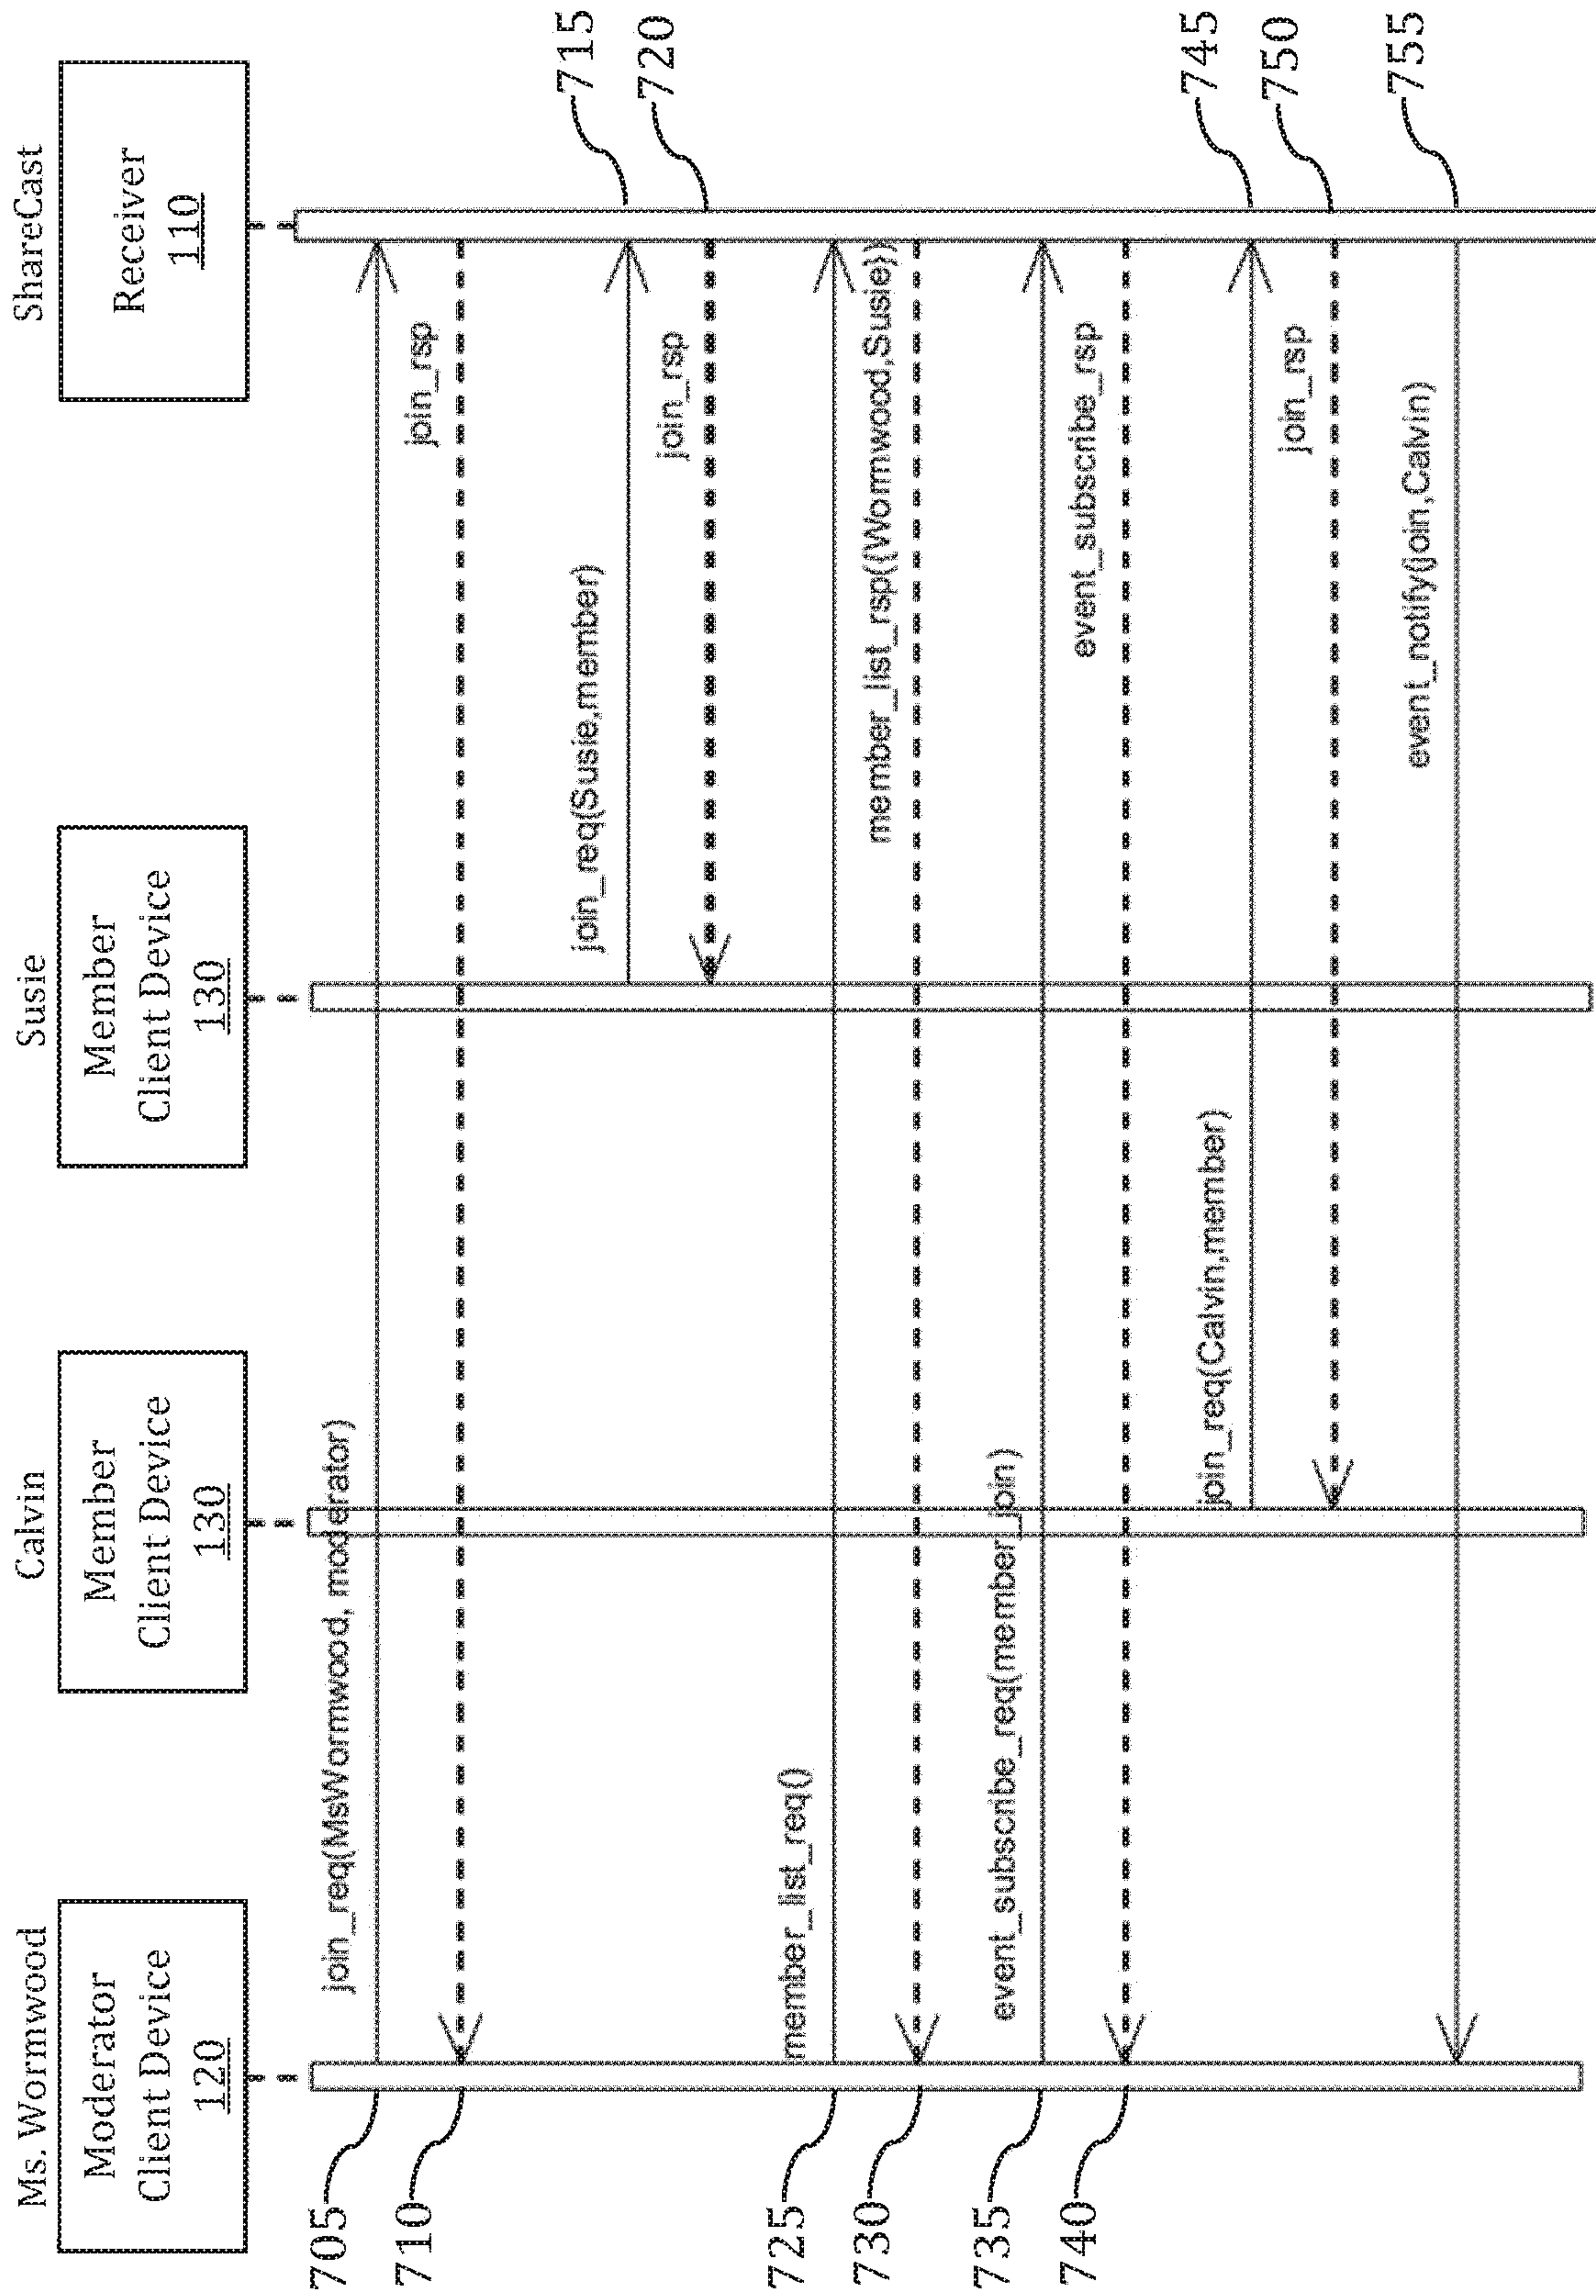 Ms. Wormwood
Moderator
Client Device
120
Calvin
Member
Client Device
130
Susie
Member
Client Device
130
ShareCast
Receiver
110
705
join_req(MsWormwood, moderator)
710
join_rsp
join_req(Susie,member)
715
join_rsp
720
725
member_list_req()
730
member_list_rsp({Wormwood,Susie})
735
event_subscribe_req(member_join)
740
event_subscribe_rsp
join_req(Calvin,member)
745
join_rsp
750
event_notify(join,Calvin)
755